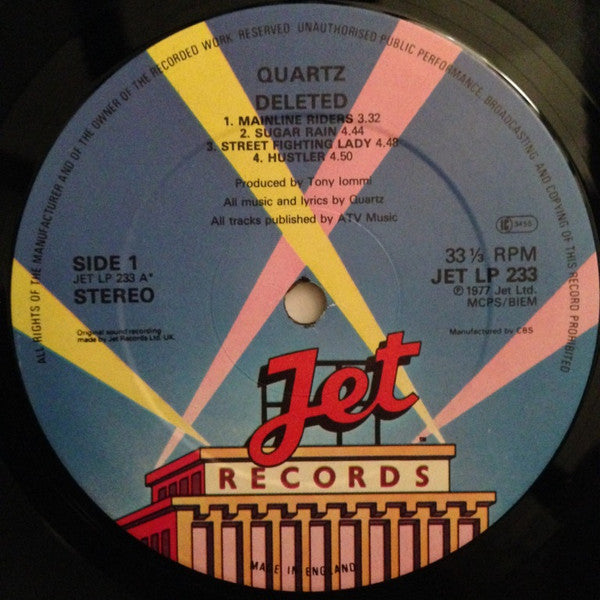 ALL RIGHTS OF THE MANUFACTURER AND OF THE OWNER OF THE RECORDED WORK RESERVED UNAUTHORISED PUBLIC PERFORMANCE, BROADCASTING AND COPYING OF THIS RECORD PROHIBITED
QUARTZ
DELETED
1. MAINLINE RIDERS 3.32
2. SUGAR RAIN 4.44
3. STREET FIGHTING LADY 4.48
4. HUSTLER 4.50
Produced by Tony Iommi
All music and lyrics by Quartz
All tracks published by ATV Music
SIDE 1
JET LP 233 A*
STEREO
Original sound recording
made by Jet Records Ltd. UK.
3455
33 ⅓ RPM
JET LP 233
℗ 1977 Jet Ltd.
MCPS/BIEM
Manufactured by CBS
Jet
TM
RECORDS
MADE IN ENGLAND